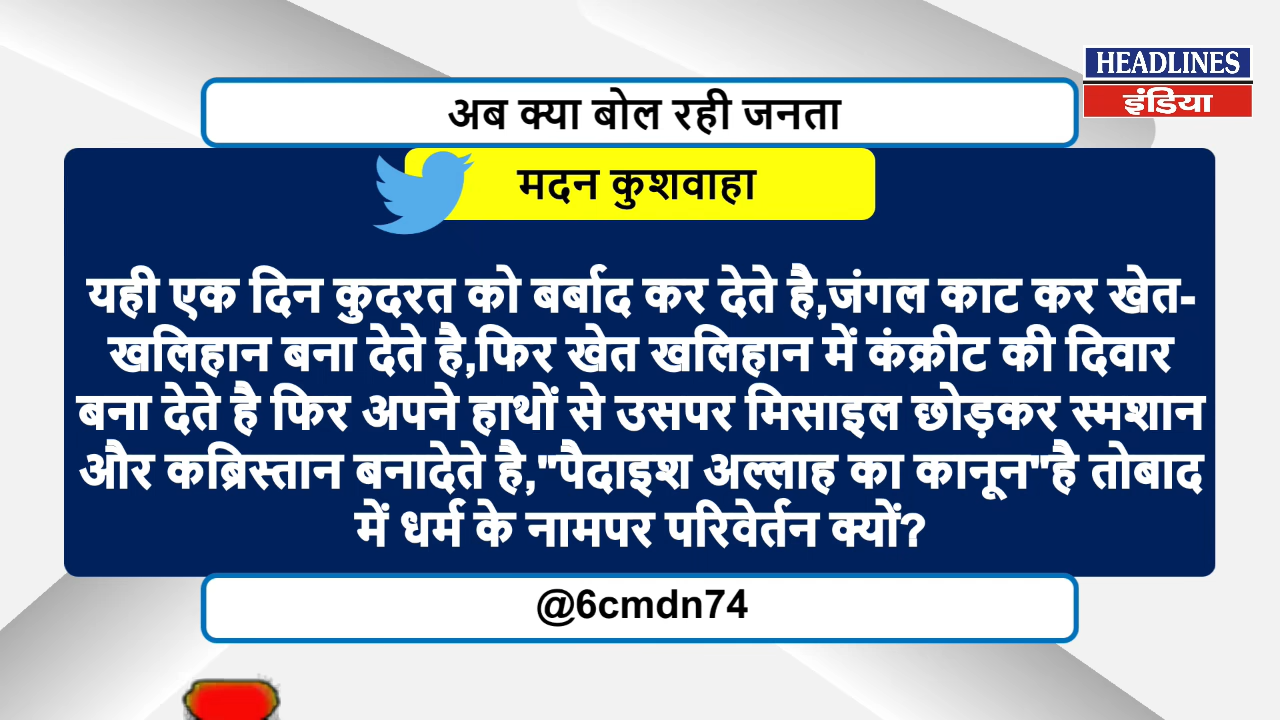 HEADLINES
इंडिया
अब क्या बोल रही जनता
मदन कुशवाहा
यही एक दिन कुदरत को बर्बाद कर देते है,जंगल काट कर खेत-
खलिहान बना देते है,फिर खेत खलिहान में कंक्रीट की दिवार
बना देते है फिर अपने हाथों से उसपर मिसाइल छोड़कर स्मशान
और कब्रिस्तान बनादेते है,"पैदाइश अल्लाह का कानून"है तोबाद
में धर्म के नामपर परिवेर्तन क्यों?
@6cmdn74